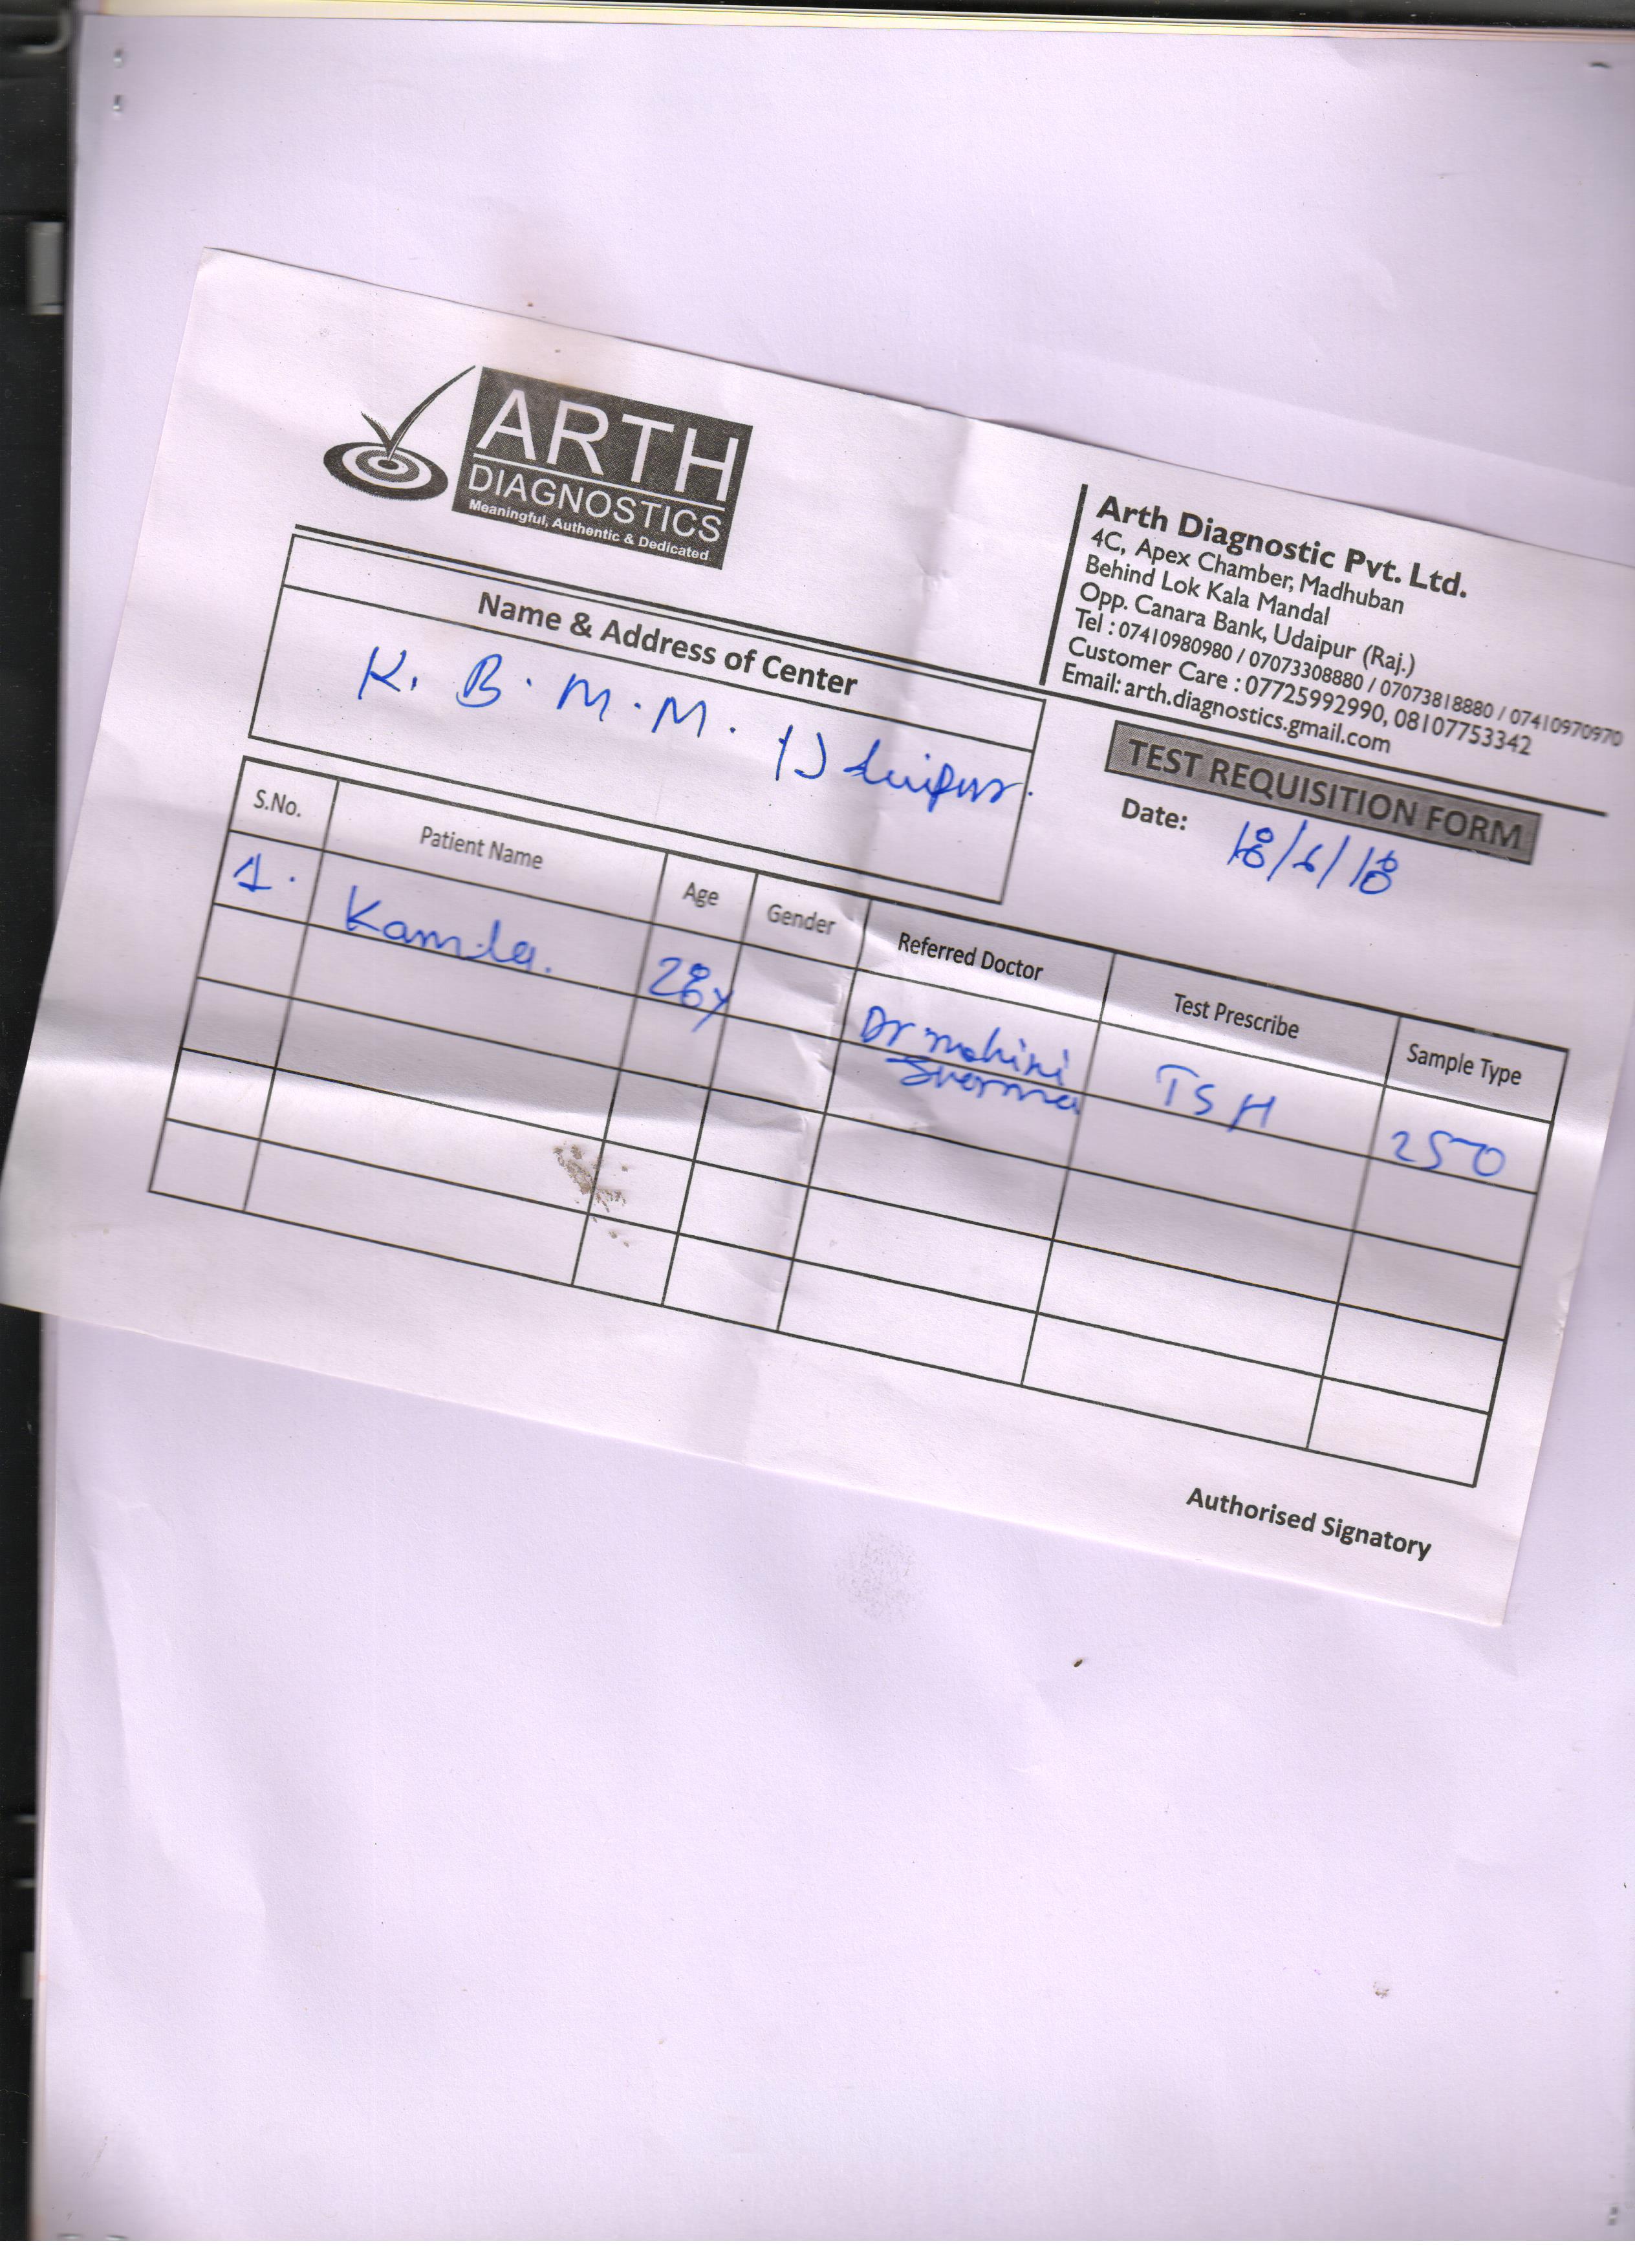 ARTH
DIAGNOSTICS
Meaningful, Authentic & Dedicated
Arth Diagnostic Pvt. Ltd.
4C, Apex Chamber, Madhuban
Behind Lok Kala Mandal
Opp. Canara Bank, Udaipur (Raj.)
Tel : 07410980980 / 07073308880 / 07073818880 / 07410970970
Customer Care : 07725992990, 08107753342
Email: arth.diagnostics.gmail.com
Name & Address of Center
K. B. M. M. Udaipur.
TEST REQUISITION FORM
Date: 18/6/18
S.No. Patient Name Age Gender Referred Doctor Test Prescribe Sample Type
1. Kamla. 28y Dr mohini TSH 250
Sharma
Authorised Signatory